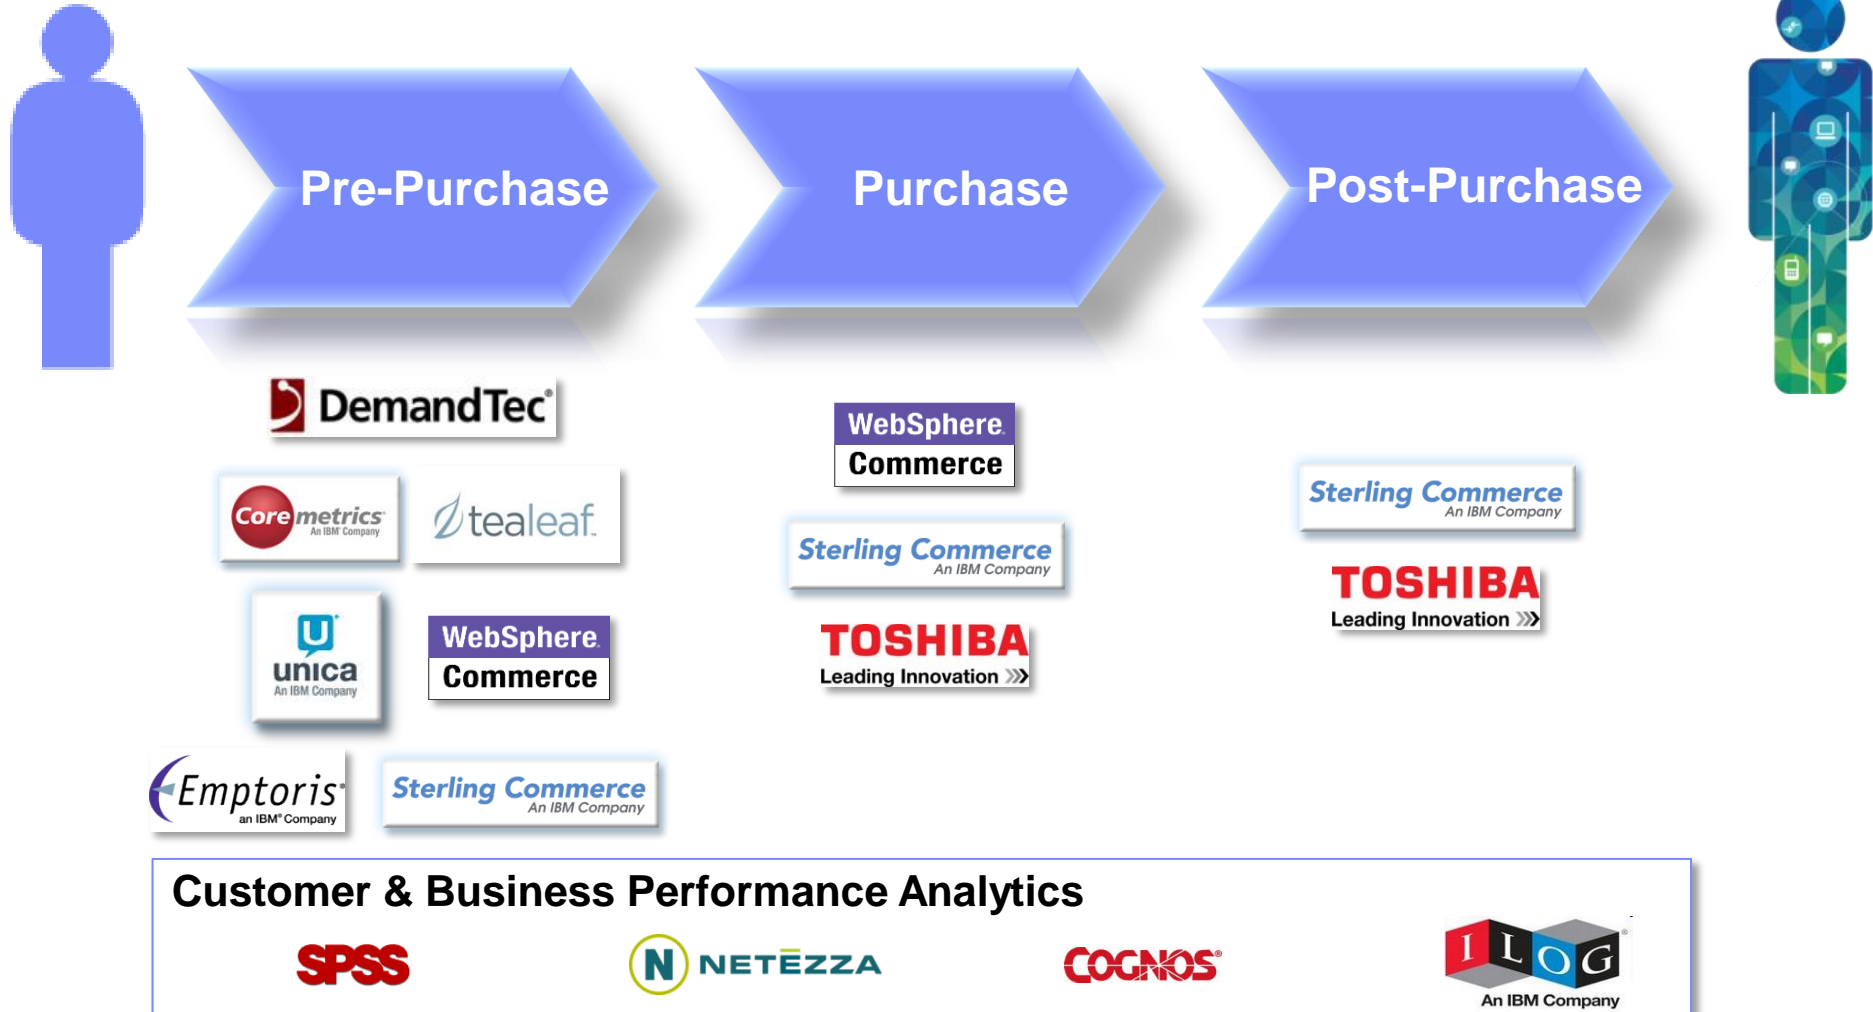 Pre-Purchase
Purchase
Post-Purchase
DemandTec®
Coremetrics®
An IBM® Company
tealeaf™
WebSphere®
Commerce
Sterling Commerce
An IBM Company
TOSHIBA
Leading Innovation >>>
Sterling Commerce
An IBM Company
TOSHIBA
Leading Innovation >>>
unica
An IBM Company
WebSphere®
Commerce
Emptoris®
an IBM® Company
Sterling Commerce
An IBM Company
Customer & Business Performance Analytics
SPSS
N NETĒZZA
COGNOS®
ILOG®
An IBM Company